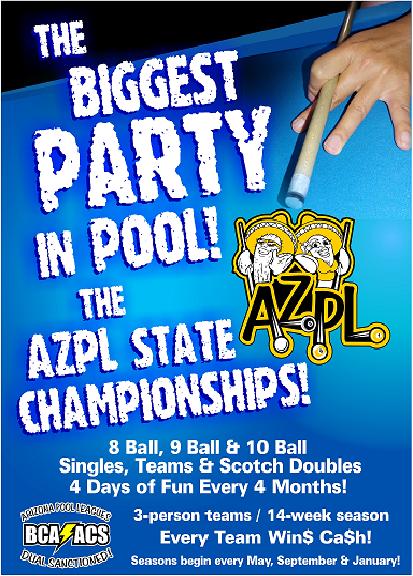 THE
BIGGEST
PARTY
IN POOL!
THE
AZPL STATE
CHAMPIONSHIPS!
AZPL
8 Ball, 9 Ball & 10 Ball
Singles, Teams & Scotch Doubles
4 Days of Fun Every 4 Months!
ARIZONA POOL LEAGUES
BCA ACS
DUAL SANCTIONED!
3-person teams / 14-week season
Every Team Win$ Ca$h!
Seasons begin every May, September & January!